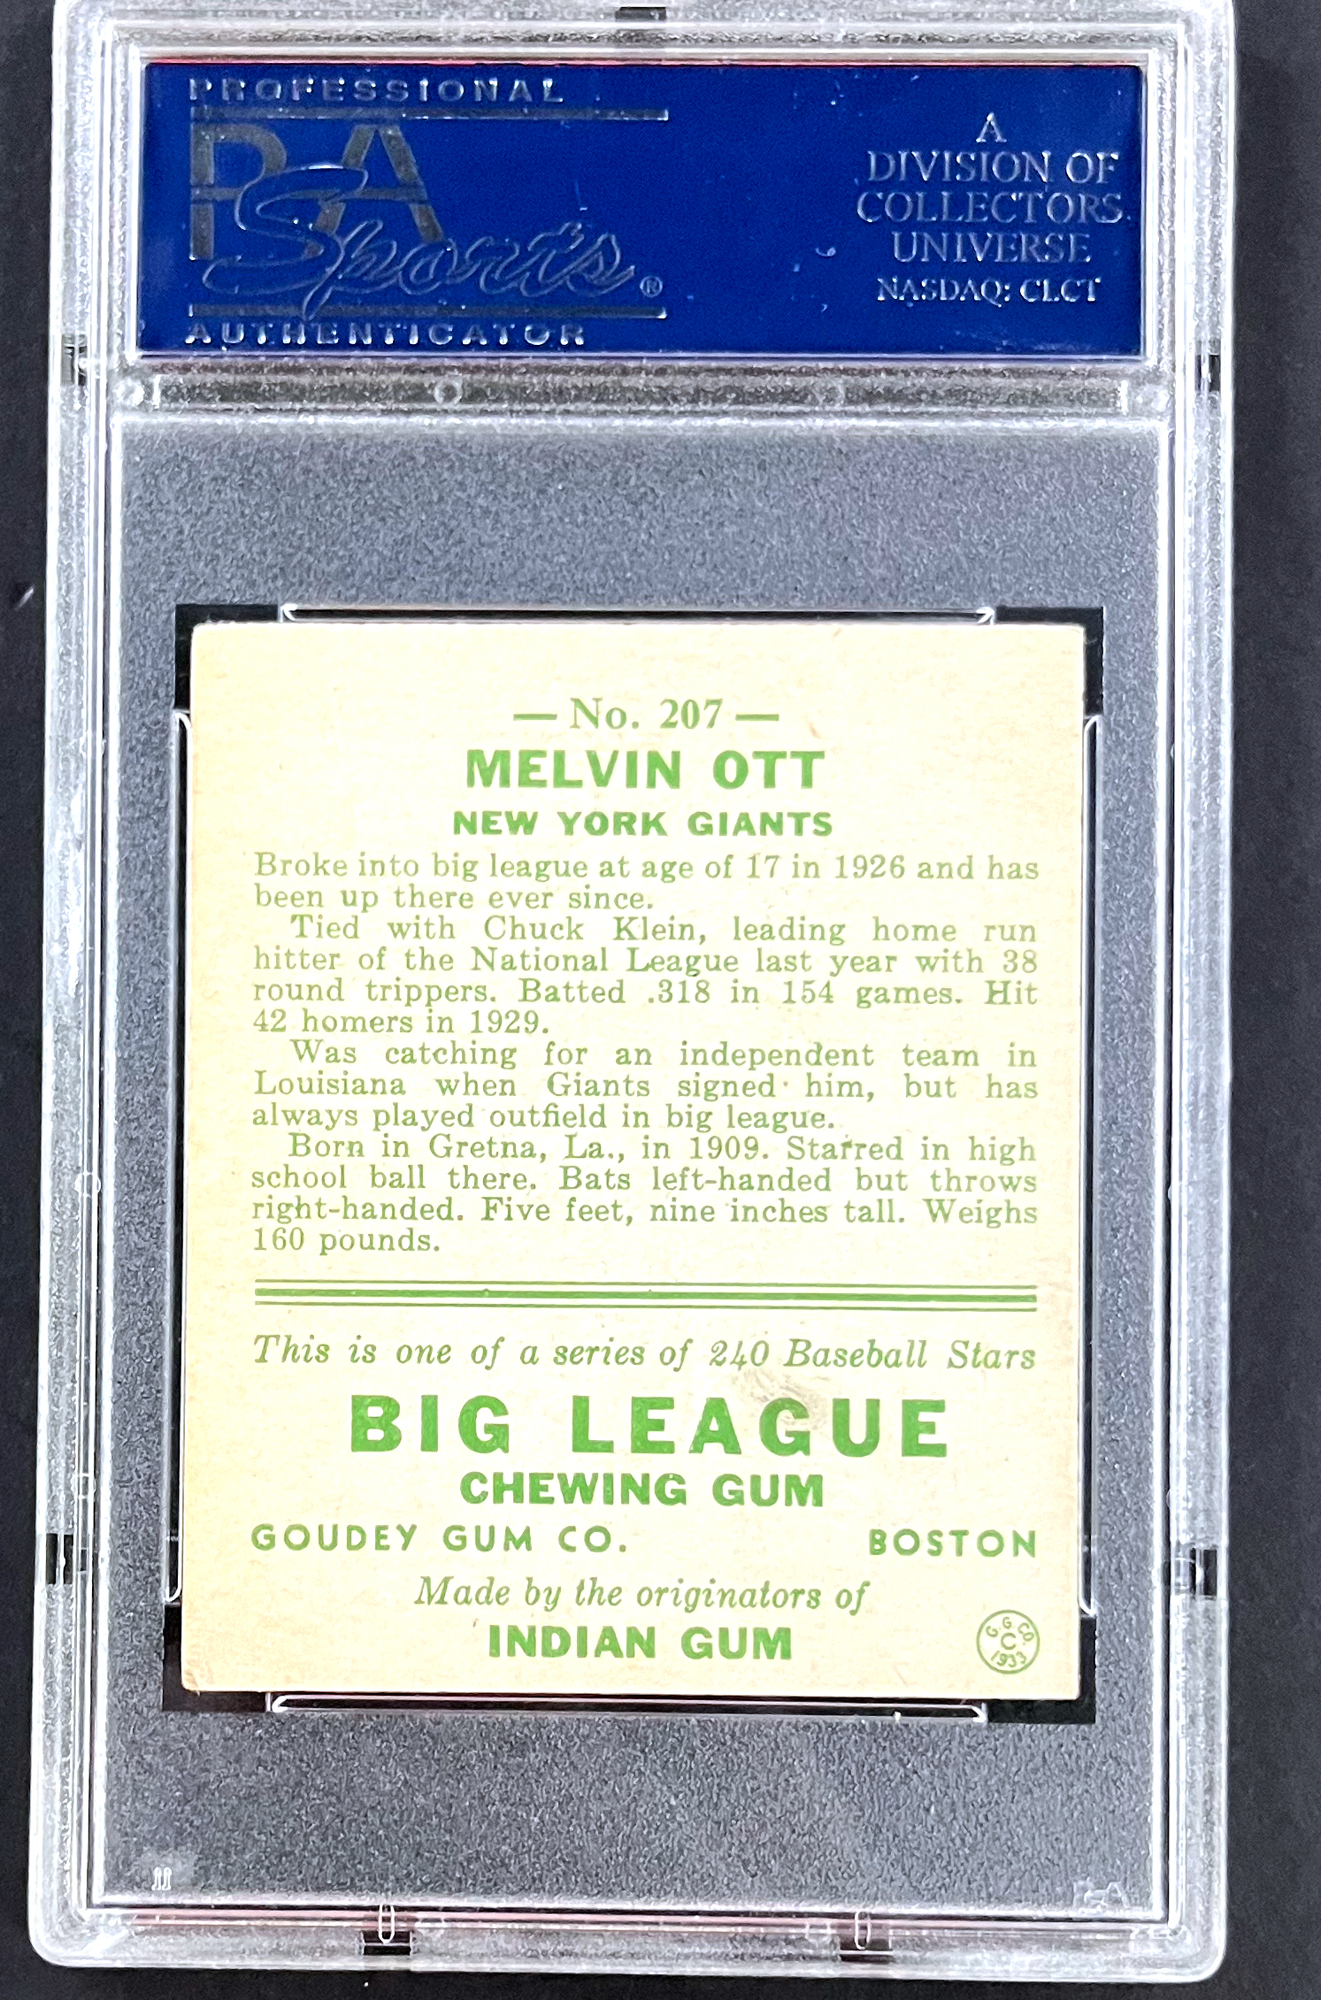 PROFESSIONAL
PSA
Sports®
AUTHENTICATOR
A
DIVISION OF
COLLECTORS
UNIVERSE
NASDAQ: CLCT
— No. 207 —
MELVIN OTT
NEW YORK GIANTS
Broke into big league at age of 17 in 1926 and has
been up there ever since.
Tied with Chuck Klein, leading home run
hitter of the National League last year with 38
round trippers. Batted .318 in 154 games. Hit
42 homers in 1929.
Was catching for an independent team in
Louisiana when Giants signed him, but has
always played outfield in big league.
Born in Gretna, La., in 1909. Starred in high
school ball there. Bats left-handed but throws
right-handed. Five feet, nine inches tall. Weighs
160 pounds.
This is one of a series of 240 Baseball Stars
BIG LEAGUE
CHEWING GUM
GOUDEY GUM CO. BOSTON
Made by the originators of
INDIAN GUM
G. G. CO.
C
1933
PSA